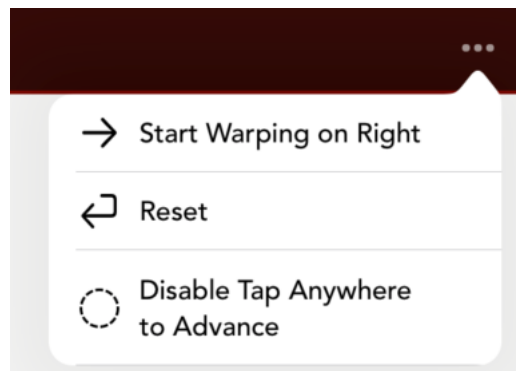 Start Warping on Right
Reset
Disable Tap Anywhere
to Advance